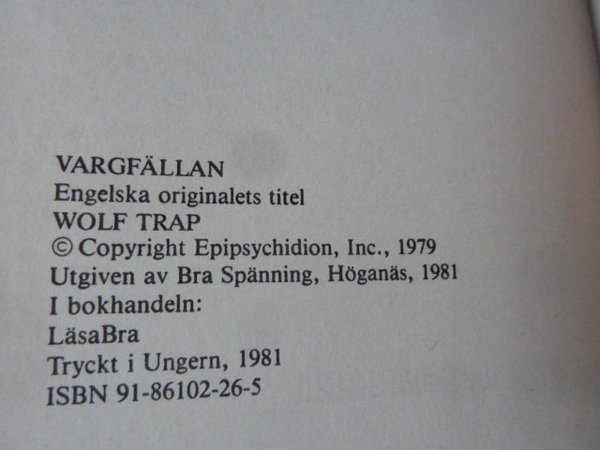 VARGFÄLLAN
Engelska originalets titel
WOLF TRAP
© Copyright Epipsychidion, Inc., 1979
Utgiven av Bra Spänning, Höganäs, 1981
I bokhandeln:
LäsaBra
Tryckt i Ungern, 1981
ISBN 91-86102-26-5